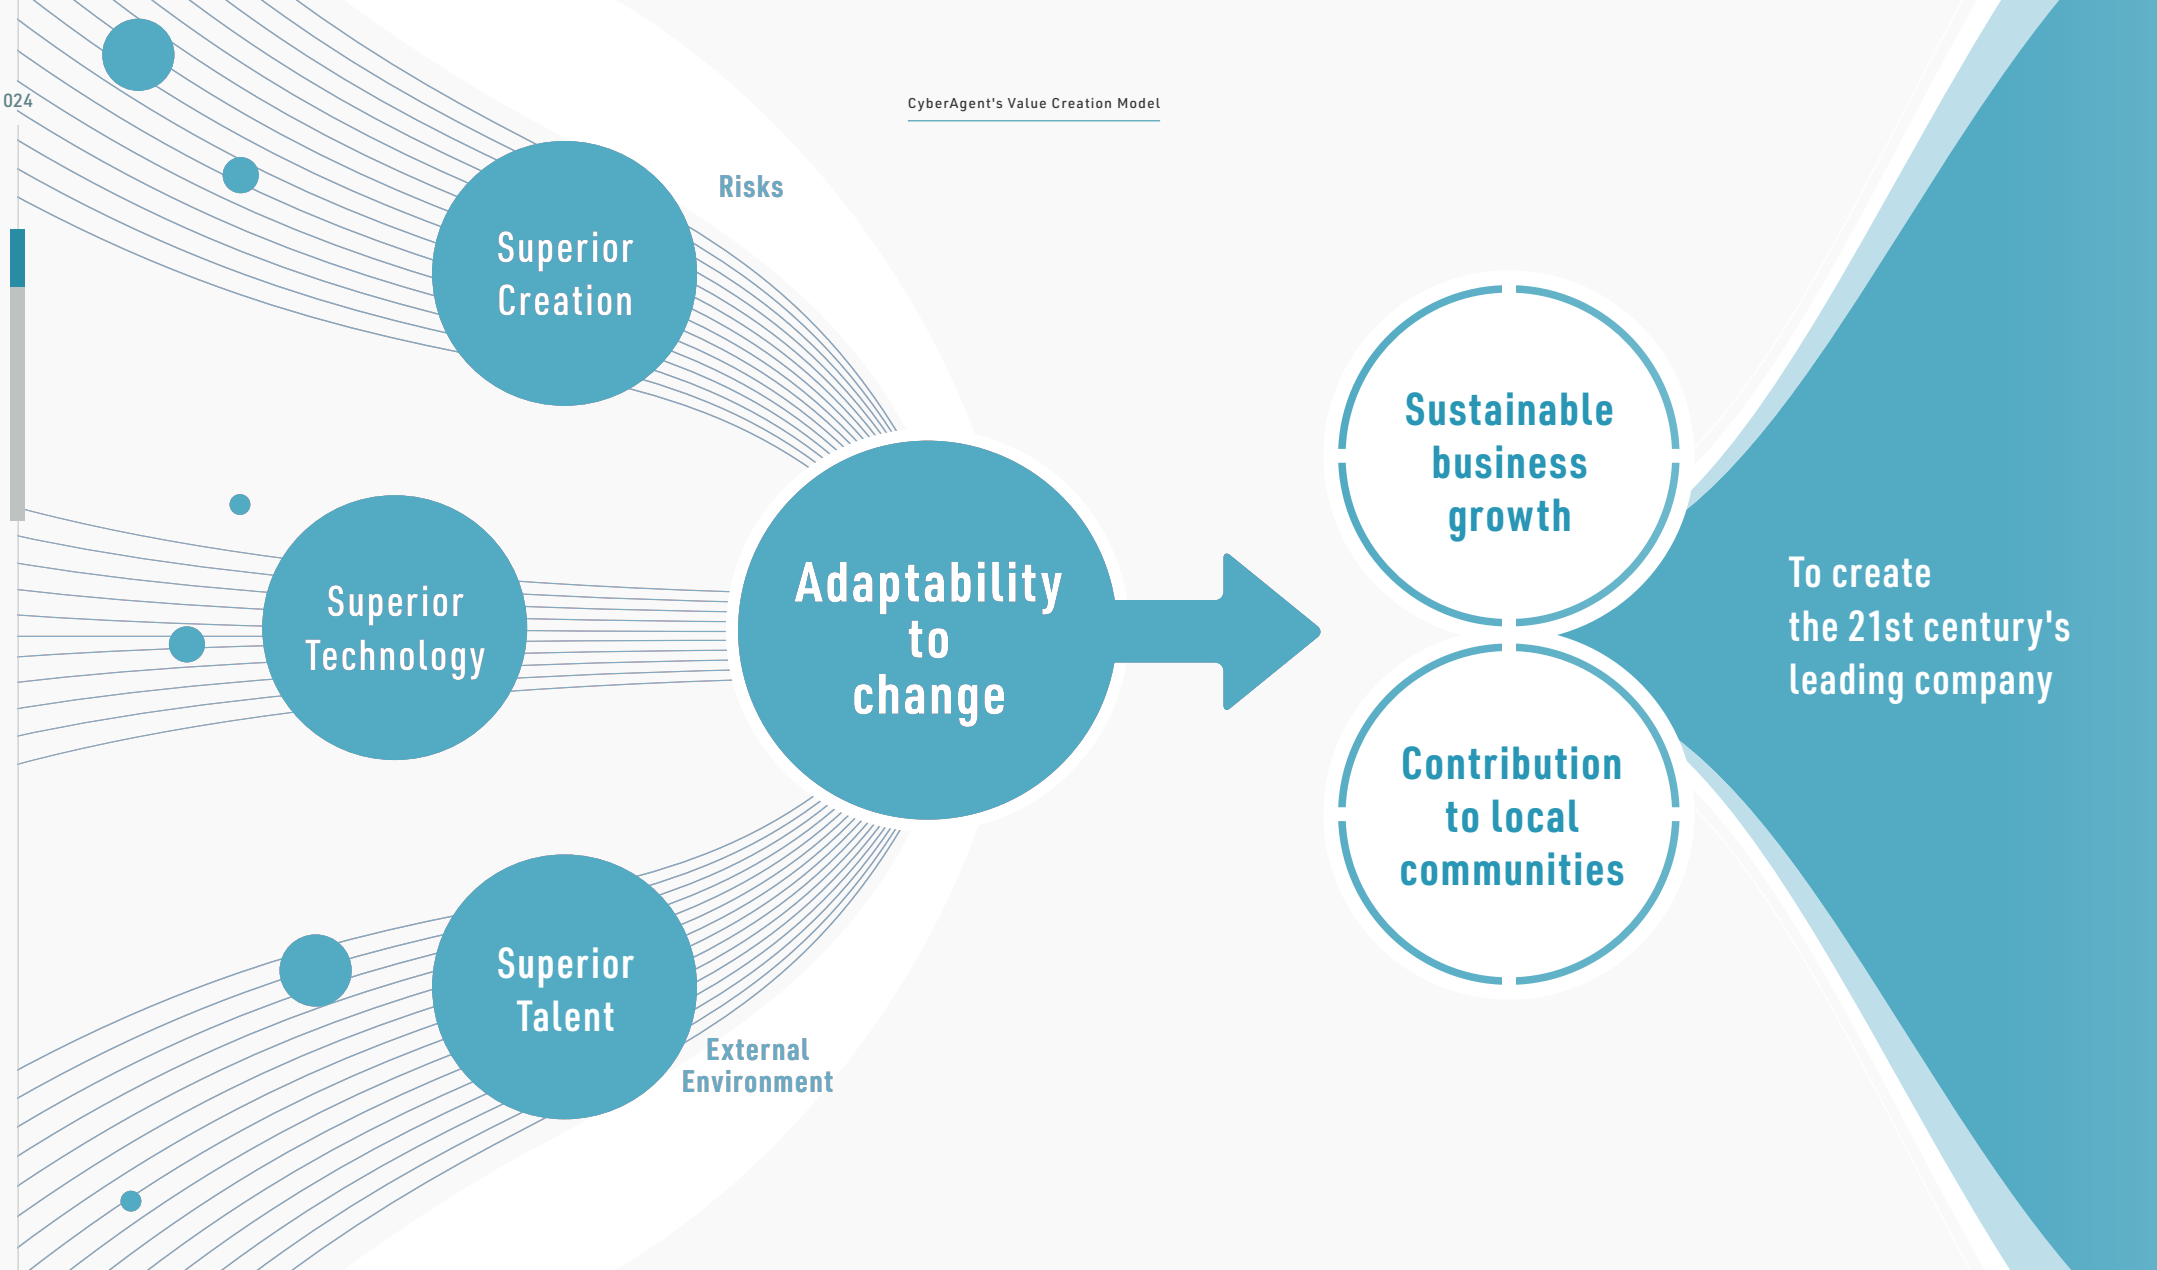 024
CyberAgent's Value Creation Model
Risks
Superior
Creation
Superior
Technology
Superior
Talent
External
Environment
Adaptability
to
change
Sustainable
business
growth
Contribution
to local
communities
To create
the 21st century's
leading company